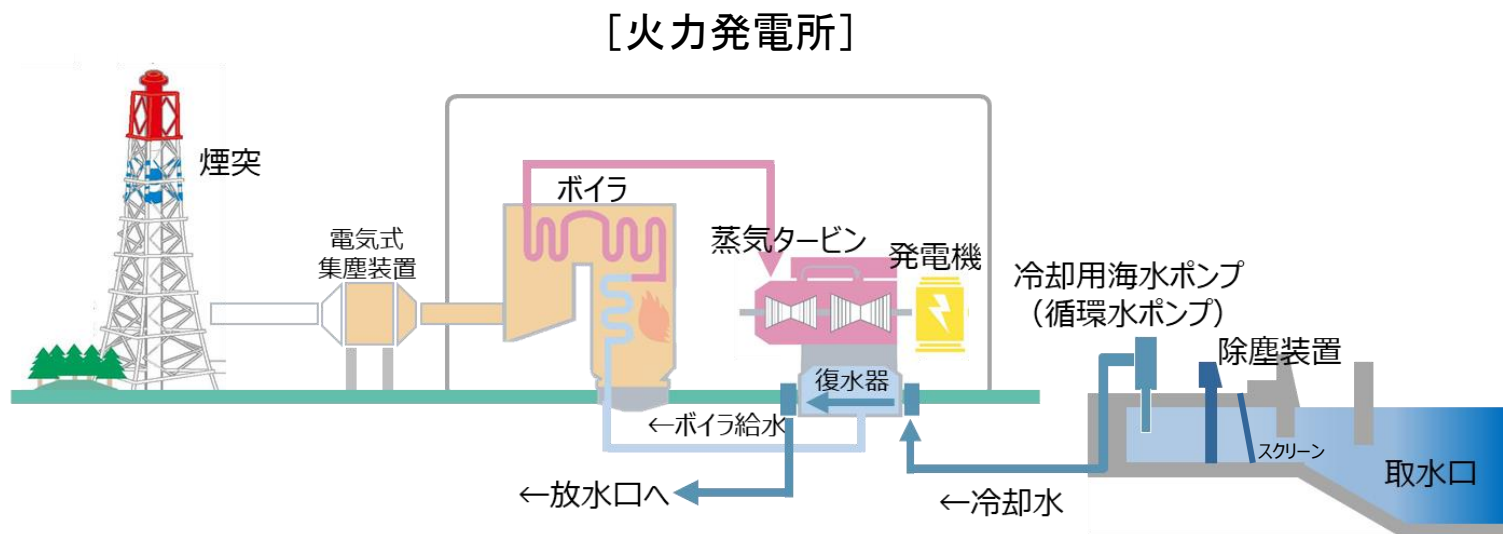 ［火力発電所］
煙突
ボイラ
電気式
集塵装置
蒸気タービン
発電機
冷却用海水ポンプ
（循環水ポンプ）
除塵装置
復水器
←ボイラ給水
スクリーン
取水口
←放水口へ
←冷却水